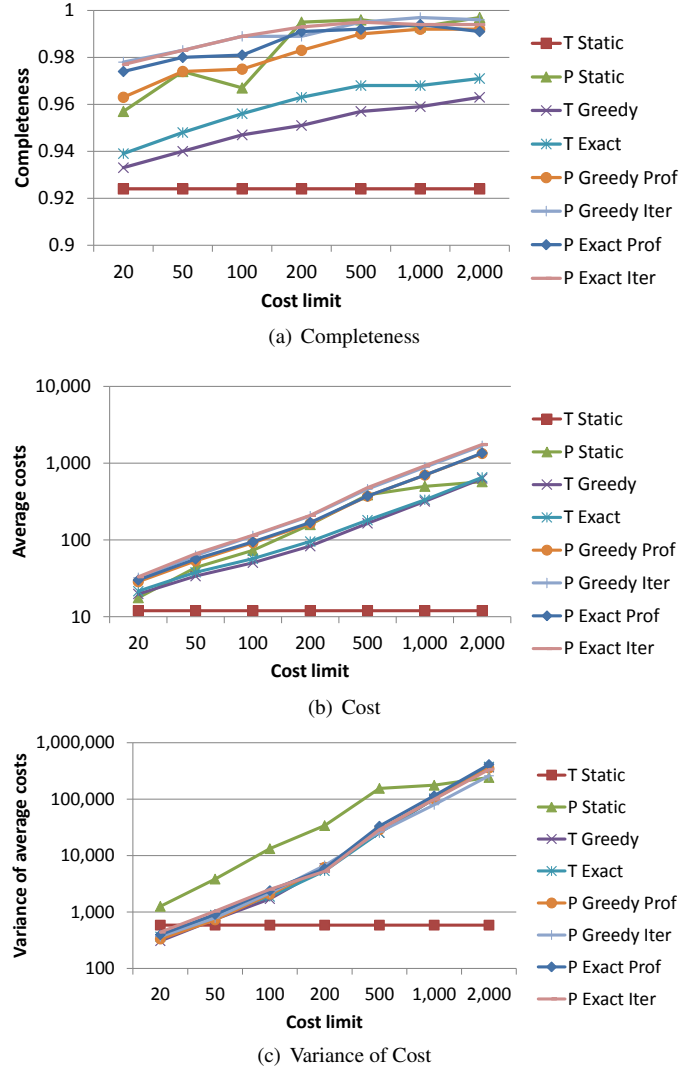 1
0.98
0.96
0.94
0.92
0.9
Completeness
20 50 100 200 500 1,000 2,000
Cost limit
T Static
P Static
T Greedy
T Exact
P Greedy Prof
P Greedy Iter
P Exact Prof
P Exact Iter
(a) Completeness
10,000
1,000
100
10
Average costs
20 50 100 200 500 1,000 2,000
Cost limit
T Static
P Static
T Greedy
T Exact
P Greedy Prof
P Greedy Iter
P Exact Prof
P Exact Iter
(b) Cost
1,000,000
100,000
10,000
1,000
100
Variance of average costs
20 50 100 200 500 1,000 2,000
Cost limit
T Static
P Static
T Greedy
T Exact
P Greedy Prof
P Greedy Iter
P Exact Prof
P Exact Iter
(c) Variance of Cost